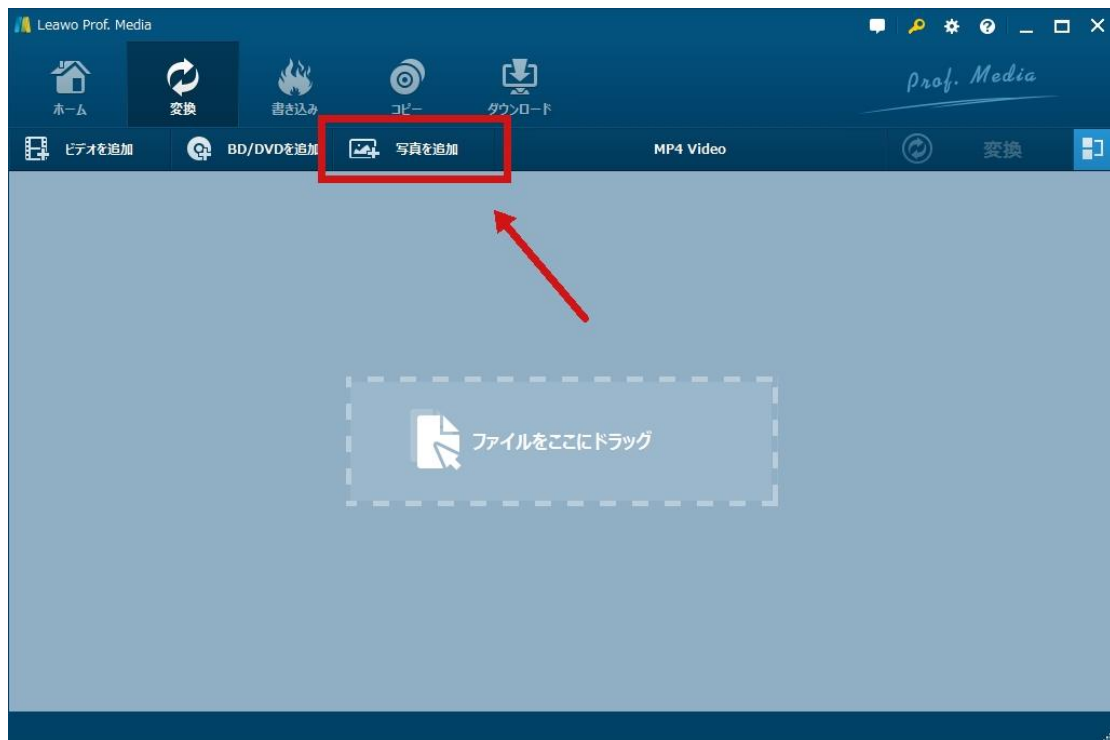 Leawo Prof. Media
ホーム
変換
書き込み
コピー
ダウンロード
Prof. Media
ビデオを追加
BD/DVDを追加
写真を追加
MP4 Video
変換
ファイルをここにドラッグ